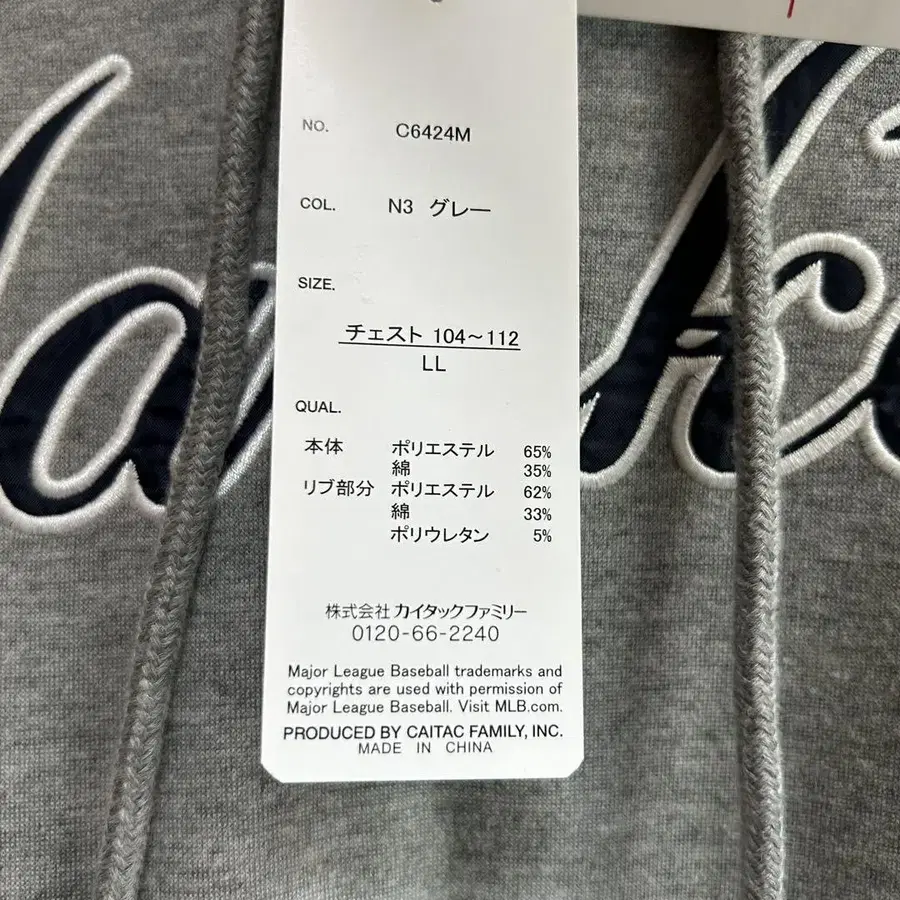 NO. C6424M
COL. N3 グレー
SIZE.
チェスト 104～112
LL
QUAL.
本体 ポリエステル 65%
綿 35%
リブ部分 ポリエステル 62%
綿 33%
ポリウレタン 5%
株式会社 カイタックファミリー
0120-66-2240
Major League Baseball trademarks and
copyrights are used with permission of
Major League Baseball. Visit MLB.com.
PRODUCED BY CAITAC FAMILY, INC.
MADE IN CHINA